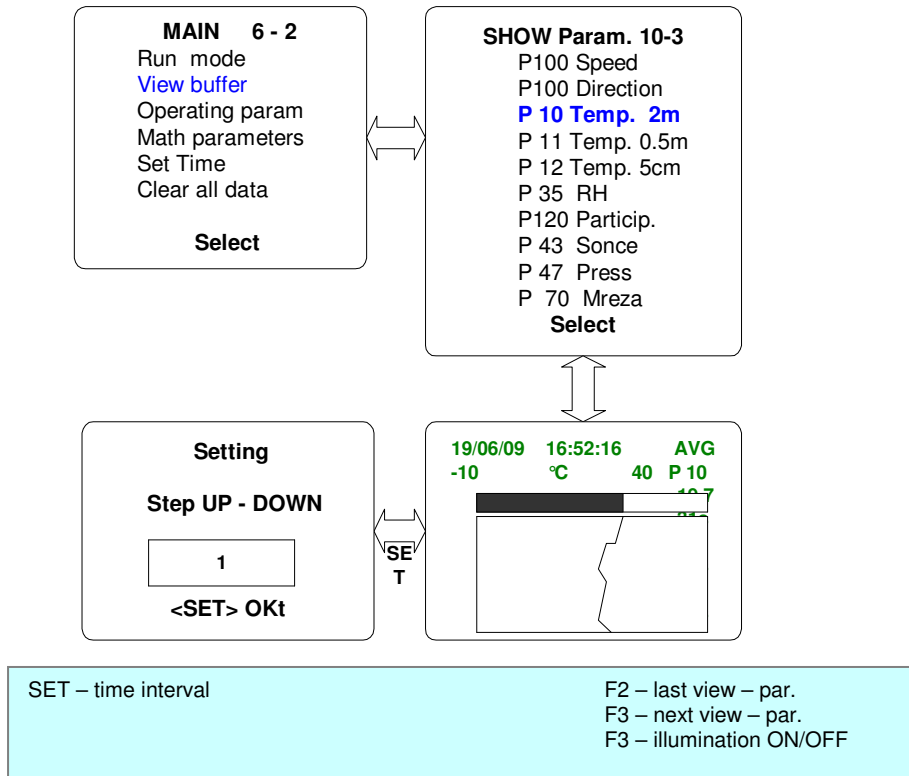 MAIN 6 - 2
Run mode
View buffer
Operating param
Math parameters
Set Time
Clear all data
Select
SHOW Param. 10-3
P100 Speed
P100 Direction
P 10 Temp. 2m
P 11 Temp. 0.5m
P 12 Temp. 5cm
P 35 RH
P120 Particip.
P 43 Sonce
P 47 Press
P 70 Mreza
Select
Setting
Step UP - DOWN
1
<SET> OKt
SE
T
19/06/09 16:52:16 AVG
-10 °C 40 P 10
SET – time interval
F2 – last view – par.
F3 – next view – par.
F3 – illumination ON/OFF